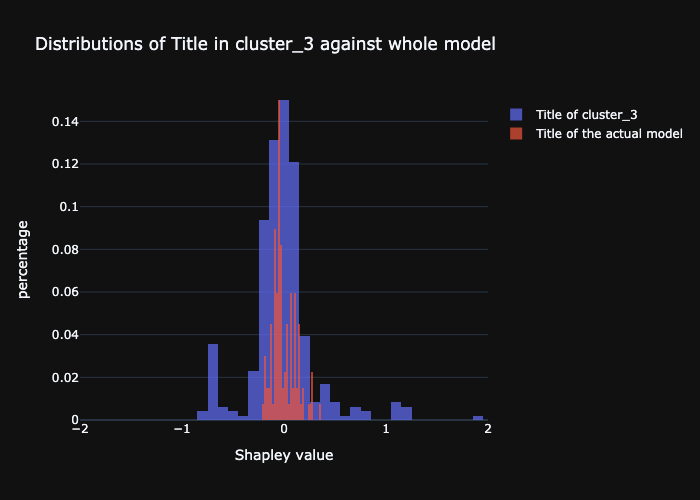 Distributions of Title in cluster_3 against whole model
Title of cluster_3
Title of the actual model
0.14
0.12
0.1
0.08
0.06
0.04
0.02
0
−2
−1
0
1
2
percentage
Shapley value